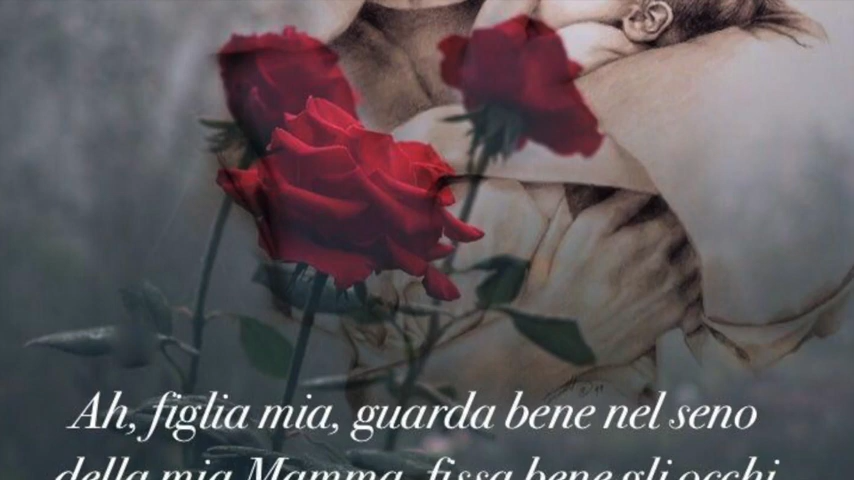 Ah, figlia mia, guarda bene nel seno
della mia Mamma, fissa bene gli occhi